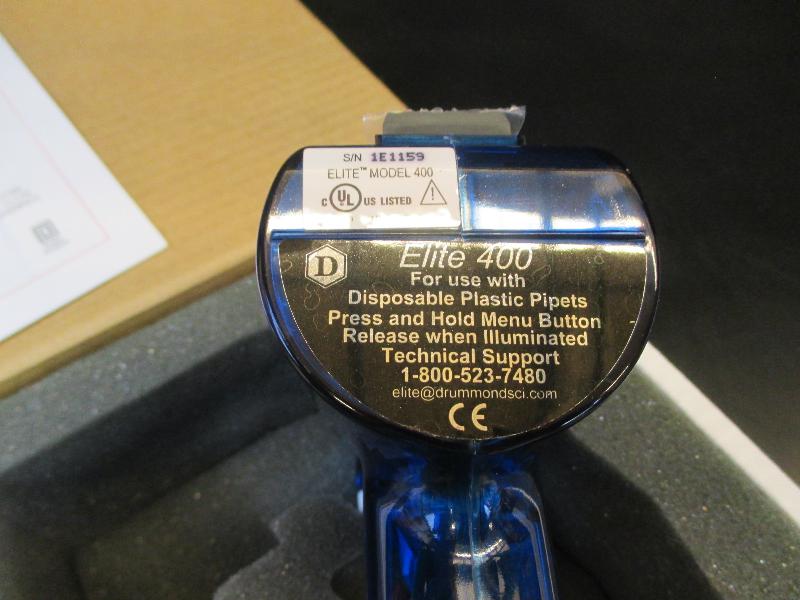 S/N 1E1159
ELITE™ MODEL 400
C UL US LISTED
D
Elite 400
For use with
Disposable Plastic Pipets
Press and Hold Menu Button
Release when Illuminated
Technical Support
1-800-523-7480
elite@drummondsci.com
CE